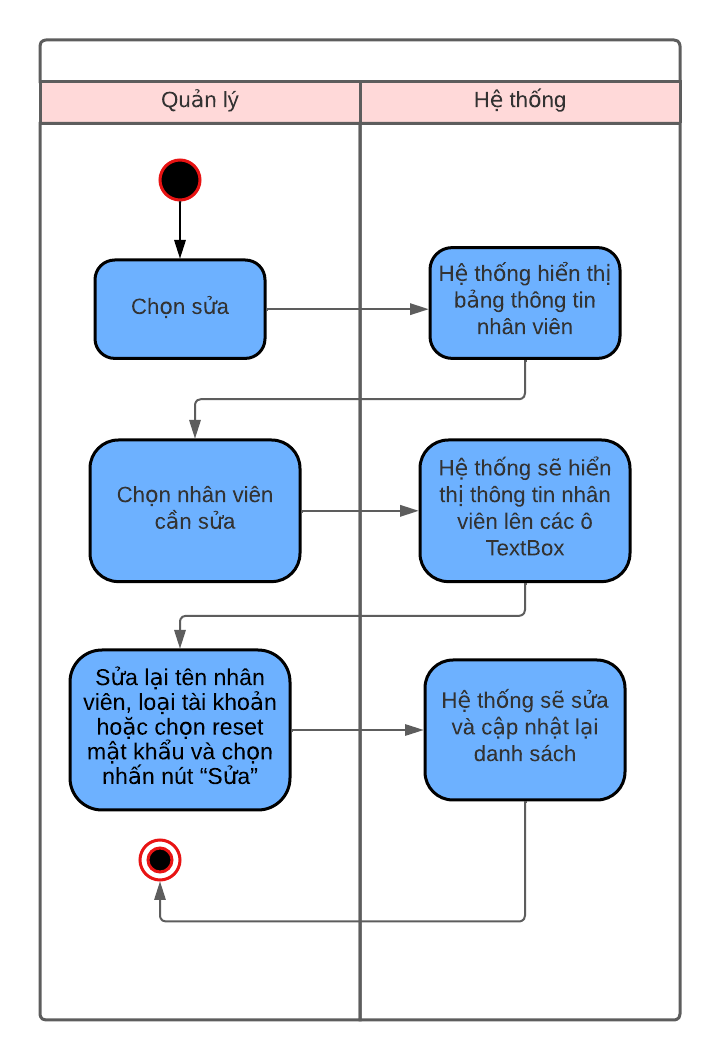 Quản lý
Hệ thống
Chọn sửa
Hệ thống hiển thị
bảng thông tin
nhân viên
Chọn nhân viên
cần sửa
Hệ thống sẽ hiển
thị thông tin nhân
viên lên các ô
TextBox
Sửa lại tên nhân
viên, loại tài khoản
hoặc chọn reset
mật khẩu và chọn
nhấn nút “Sửa”
Hệ thống sẽ sửa
và cập nhật lại
danh sách